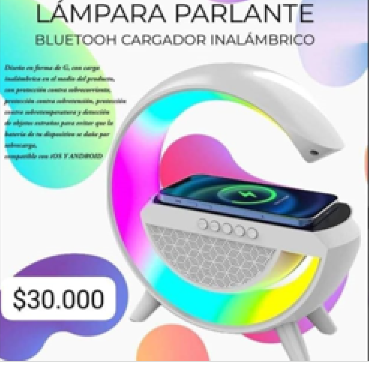 LÁMPARA PARLANTE
BLUETOOH CARGADOR INALÁMBRICO
Diseño en forma de G, con carga
inalámbrica en el medio del producto,
con protección contra sobrecorriente,
protección contra sobretensión, protección
contra sobretemperatura y detección
de objetos extraños para evitar que la
batería de tu dispositivo se dañe por
sobrecarga,
compatible con iOS Y ANDROID
$30.000